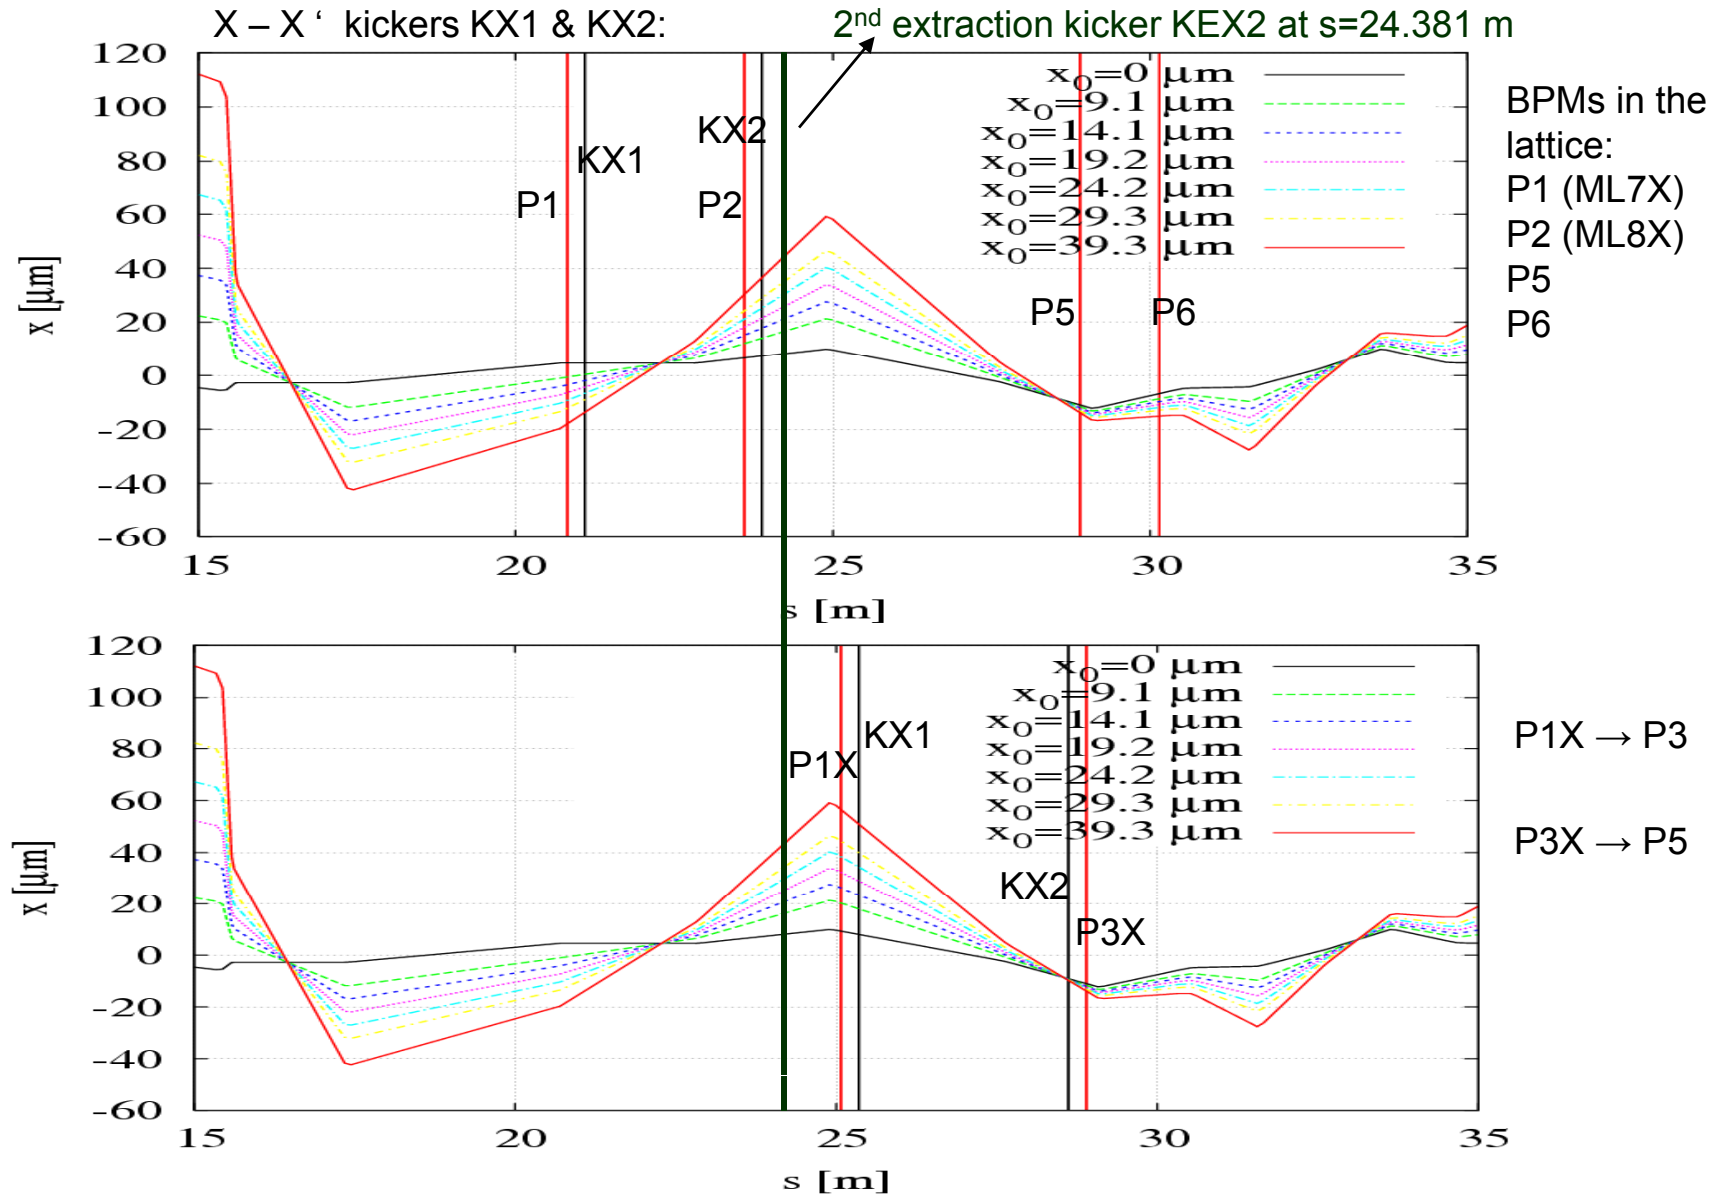 X – X ‘ kickers KX1 & KX2:
2nd extraction kicker KEX2 at s=24.381 m
120
100
80
60
40
20
0
-20
-40
-60
x [µm]
x0=0 µm
x0=9.1 µm
x0=14.1 µm
x0=19.2 µm
x0=24.2 µm
x0=29.3 µm
x0=39.3 µm
KX2
KX1
P1
P2
P5
P6
15
20
25
30
35
s [m]
BPMs in the
lattice:
P1 (ML7X)
P2 (ML8X)
P5
P6
120
100
80
60
40
20
0
-20
-40
-60
x [µm]
x0=0 µm
x0=9.1 µm
x0=14.1 µm
x0=19.2 µm
x0=24.2 µm
x0=29.3 µm
x0=39.3 µm
KX1
P1X
KX2
P3X
15
20
25
30
35
s [m]
P1X → P3
P3X → P5